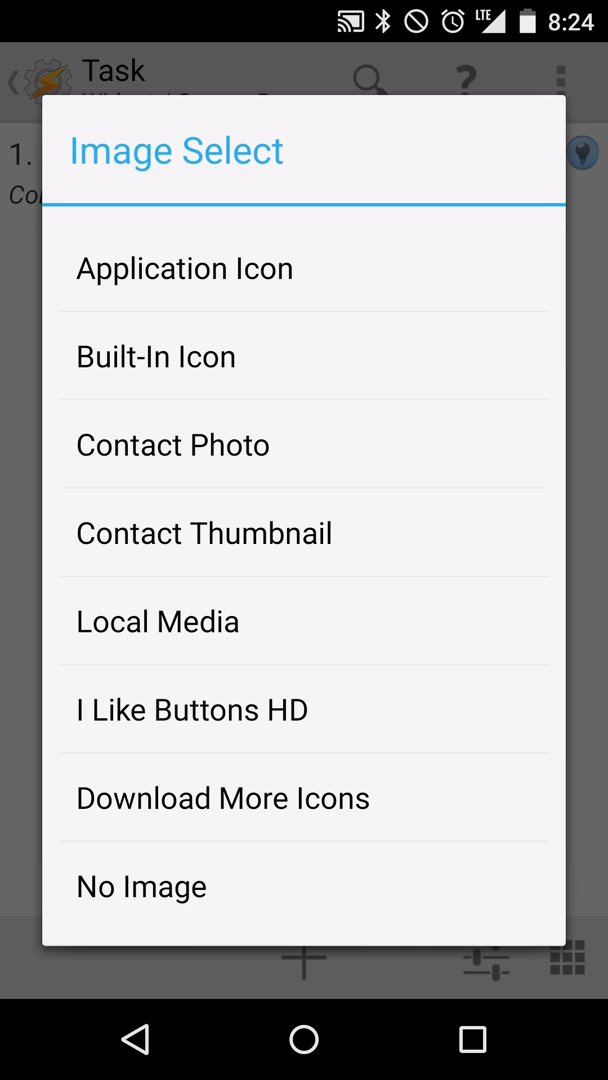 LTE 8:24
Task
1.
Image Select
Application Icon
Built-In Icon
Contact Photo
Contact Thumbnail
Local Media
I Like Buttons HD
Download More Icons
No Image